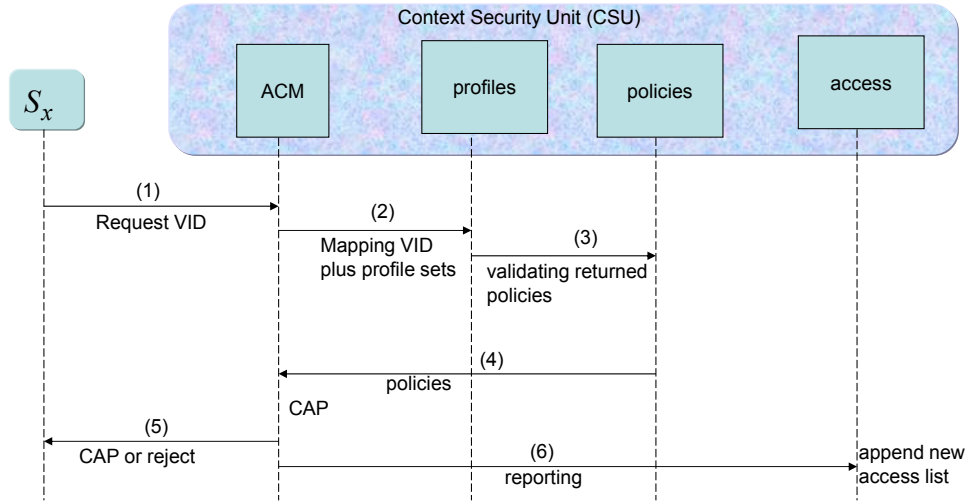 Context Security Unit (CSU)
S_x
ACM
profiles
policies
access
(1)
Request VID
(2)
Mapping VID
plus profile sets
(3)
validating returned
policies
(4)
policies
CAP
(5)
CAP or reject
(6)
reporting
append new
access list